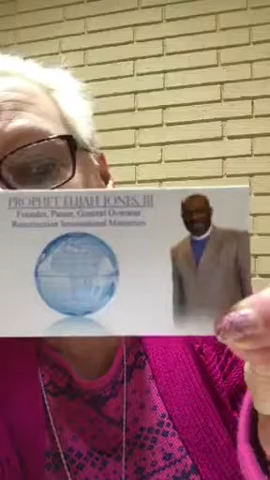 PROPHET ELIJAH JONES, III
Founder, Pastor, General Overseer
Resurrection International Ministries